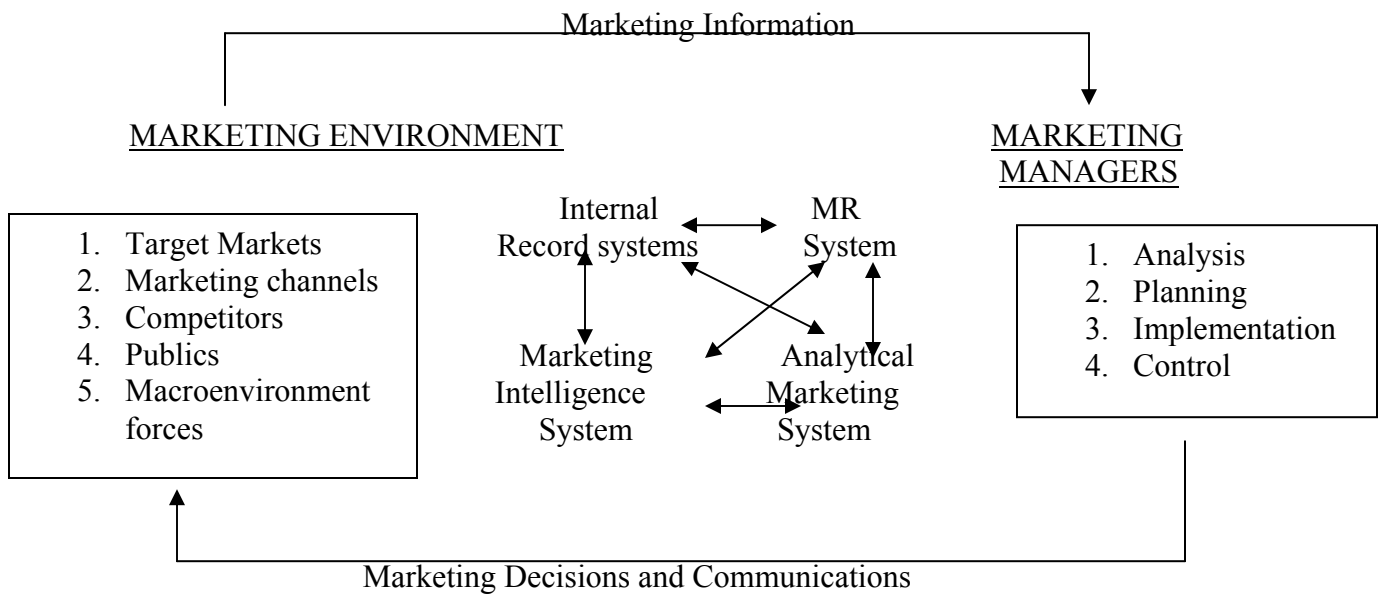 Marketing Information
MARKETING ENVIRONMENT
MARKETING
MANAGERS
1. Target Markets
2. Marketing channels
3. Competitors
4. Publics
5. Macroenvironment
forces
Internal
Record systems
MR
System
Marketing
Intelligence
System
Analytical
Marketing
System
1. Analysis
2. Planning
3. Implementation
4. Control
Marketing Decisions and Communications